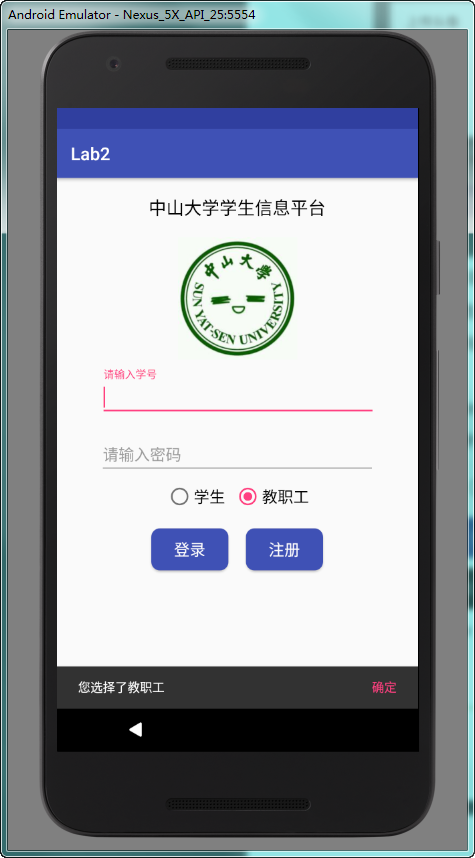 Android Emulator - Nexus_5X_API_25:5554
Lab2
中山大学学生信息平台
中山大学
SUN YAT-SEN UNIVERSITY
请输入学号
请输入密码
学生 教职工
登录 注册
您选择了教职工 确定